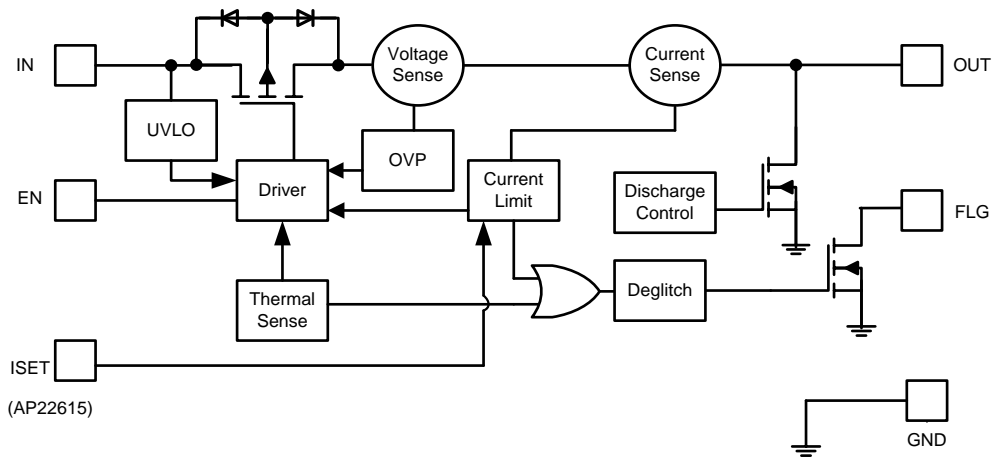 IN
Voltage
Sense
Current
Sense
OUT
UVLO
OVP
EN
Driver
Current
Limit
Discharge
Control
FLG
Thermal
Sense
Deglitch
ISET
(AP22615)
GND